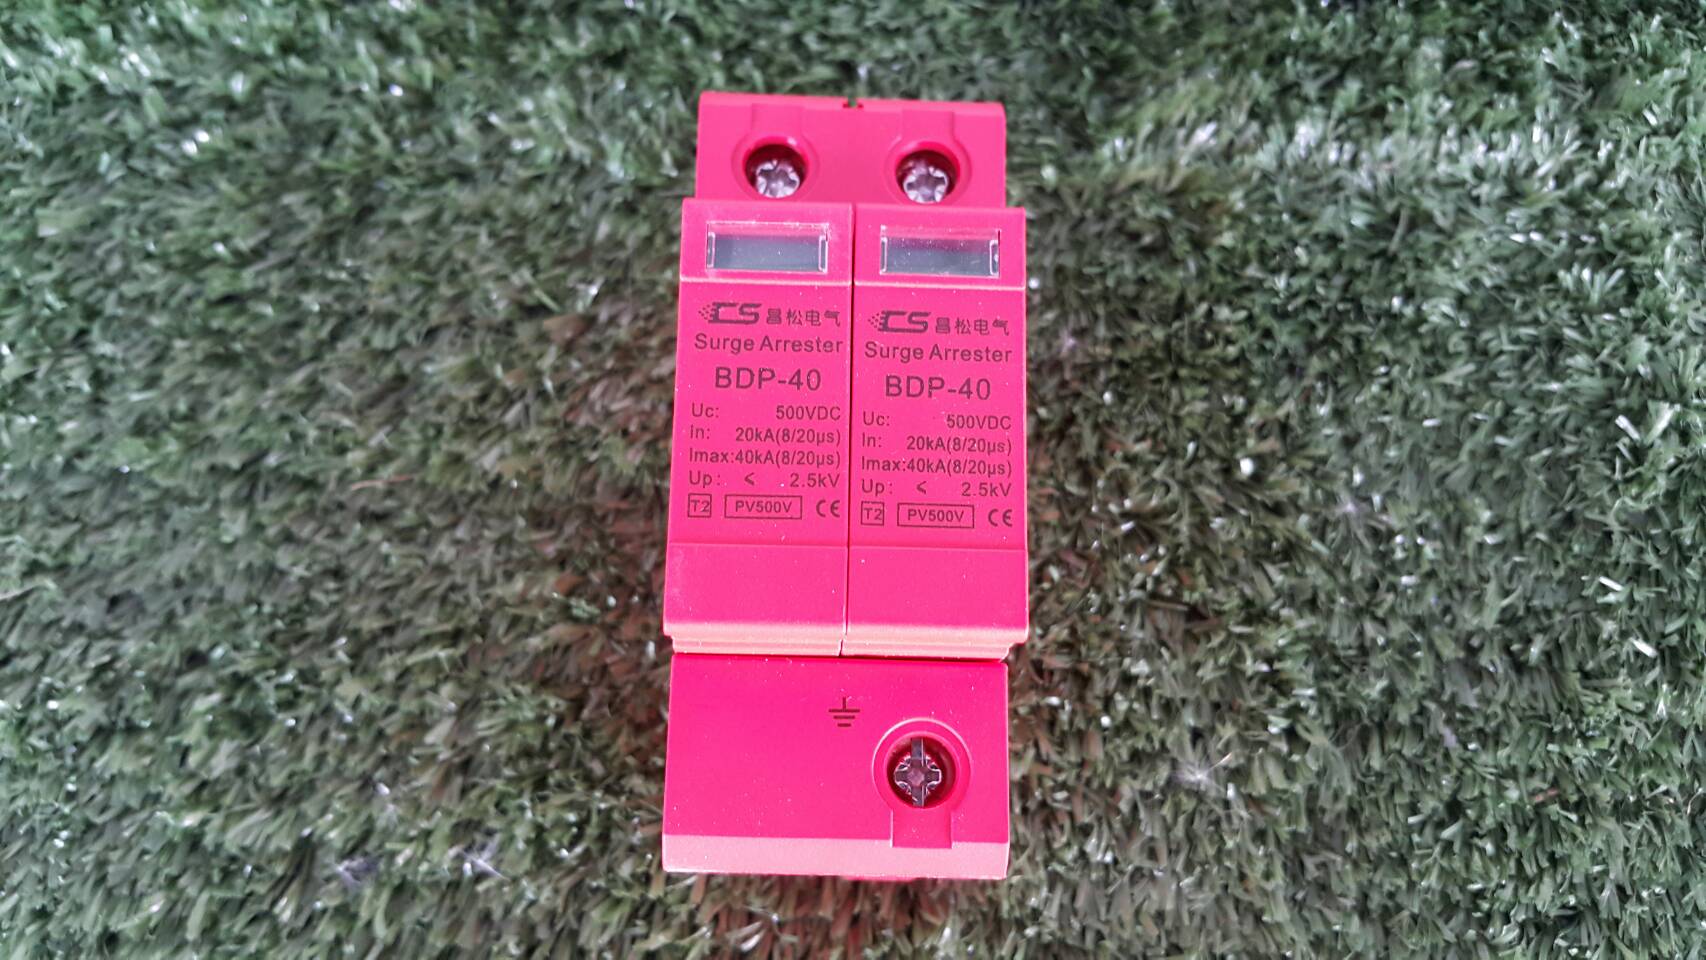 CS 昌松电气
Surge Arrester
BDP-40
Uc: 500VDC
In: 20kA(8/20μs)
Imax:40kA(8/20μs)
Up: < 2.5kV
T2 PV500V CE
CS 昌松电气
Surge Arrester
BDP-40
Uc: 500VDC
In: 20kA(8/20μs)
Imax:40kA(8/20μs)
Up: < 2.5kV
T2 PV500V CE